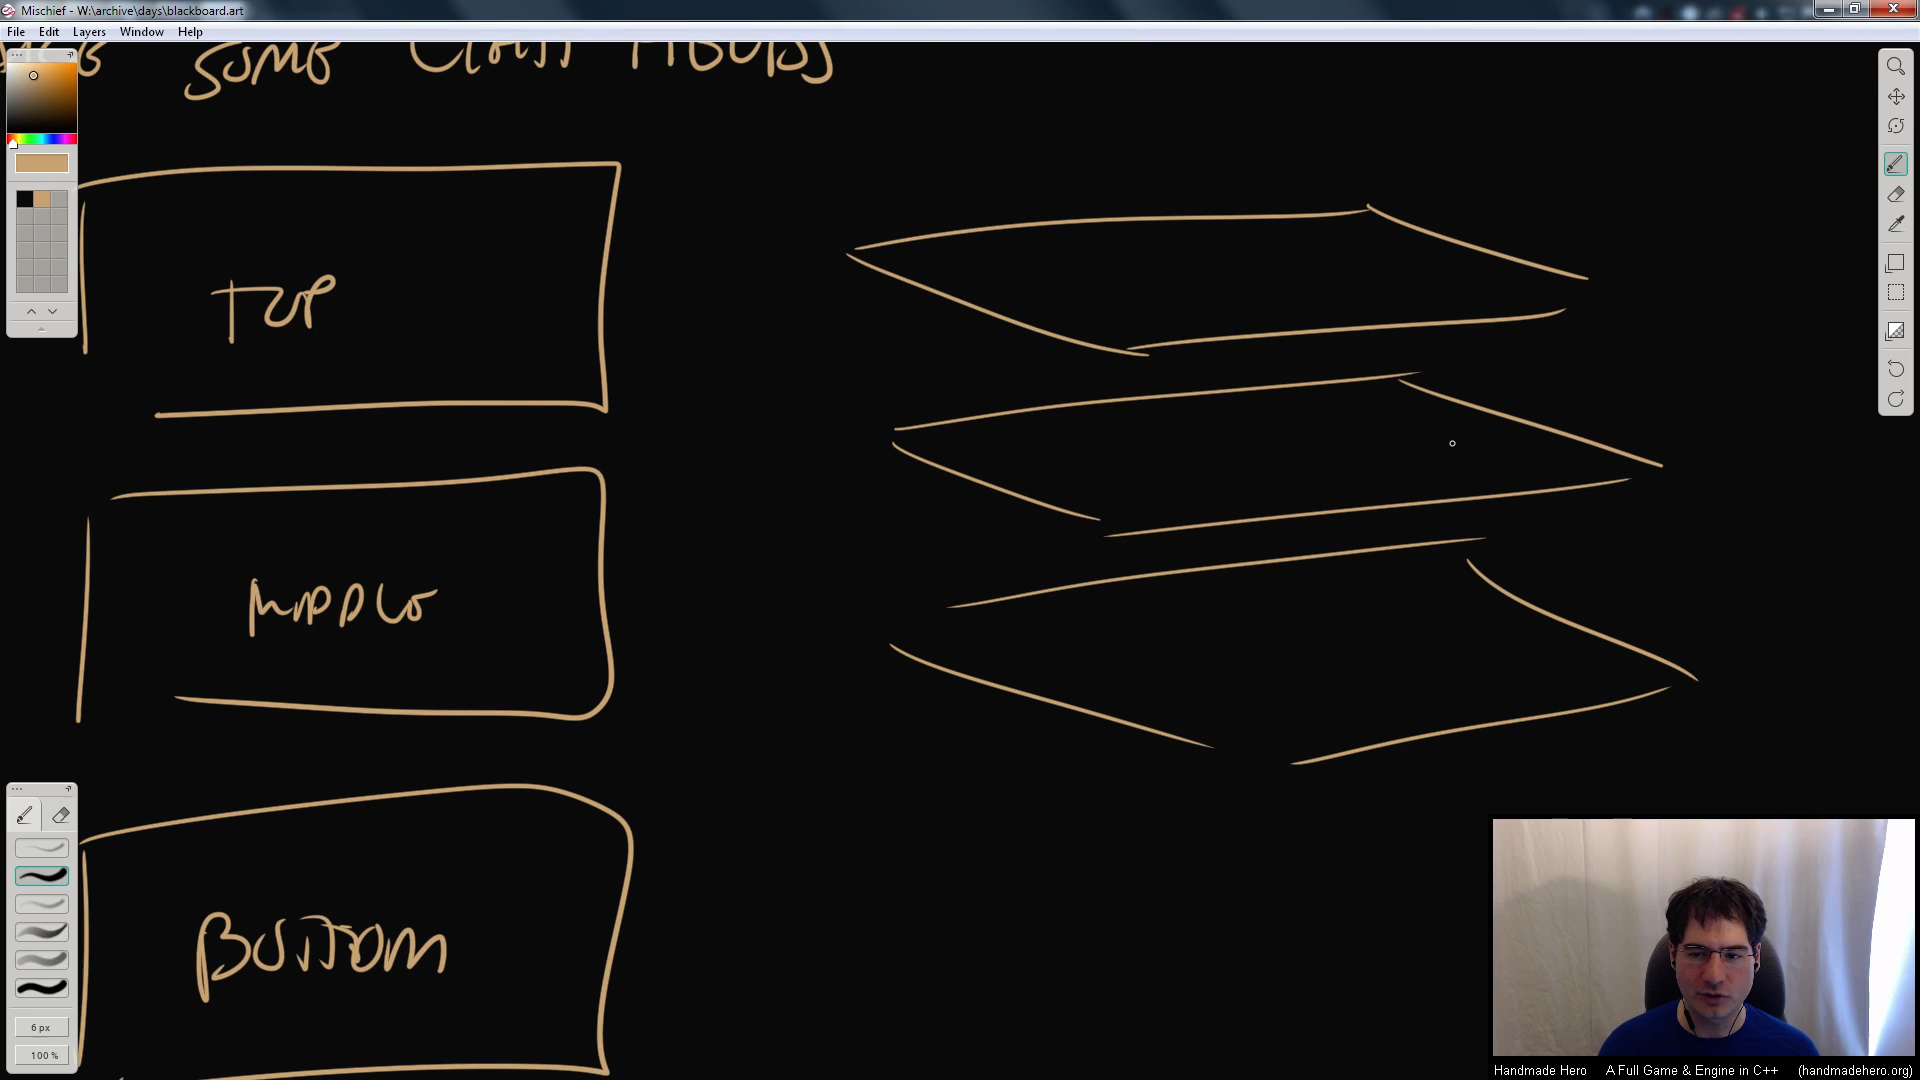 Mischief - W:\archive\days\blackboard.art
File Edit Layers Window Help
SOME
TOP
MIDDLE
BOTTOM
6 px
100 %
Handmade Hero A Full Game & Engine in C++ (handmadehero.org)